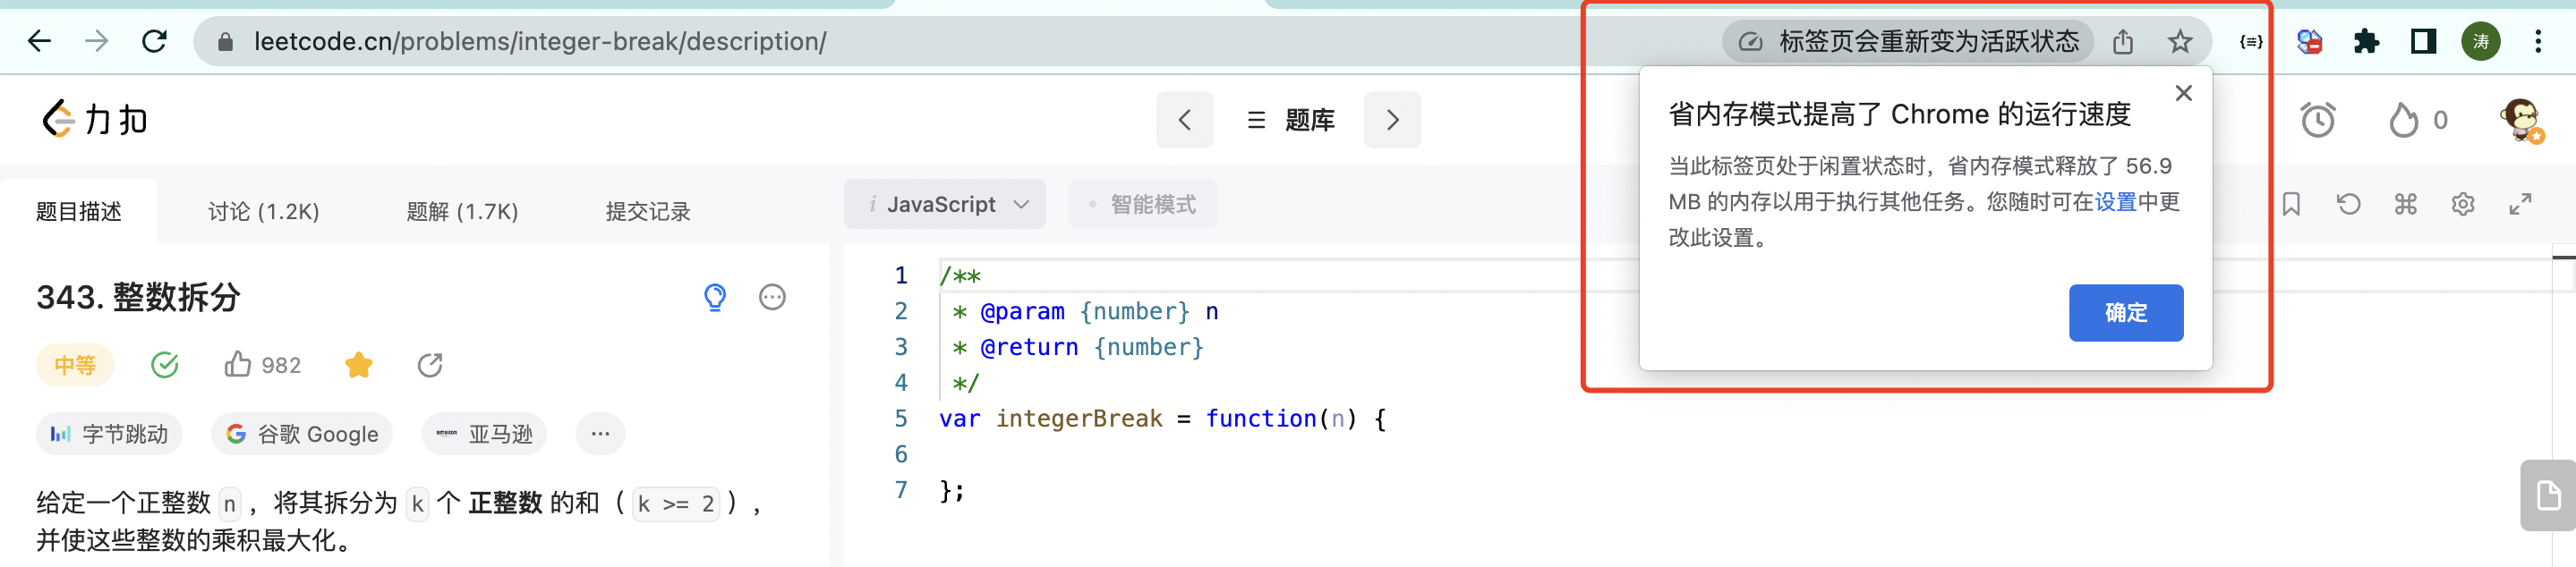 leetcode.cn/problems/integer-break/description/
标签页会重新变为活跃状态
{≡}
涛
力扣
题库
0
省内存模式提高了 Chrome 的运行速度
当此标签页处于闲置状态时，省内存模式释放了 56.9
MB 的内存以用于执行其他任务。您随时可在设置中更
改此设置。
确定
题目描述
讨论 (1.2K)
题解 (1.7K)
提交记录
i JavaScript
智能模式
343. 整数拆分
中等
982
字节跳动
谷歌 Google
amazon 亚马逊
...
给定一个正整数 n ，将其拆分为 k 个 正整数 的和（ k >= 2 ），
并使这些整数的乘积最大化。
1 /**
2 * @param {number} n
3 * @return {number}
4 */
5 var integerBreak = function(n) {
6
7 };